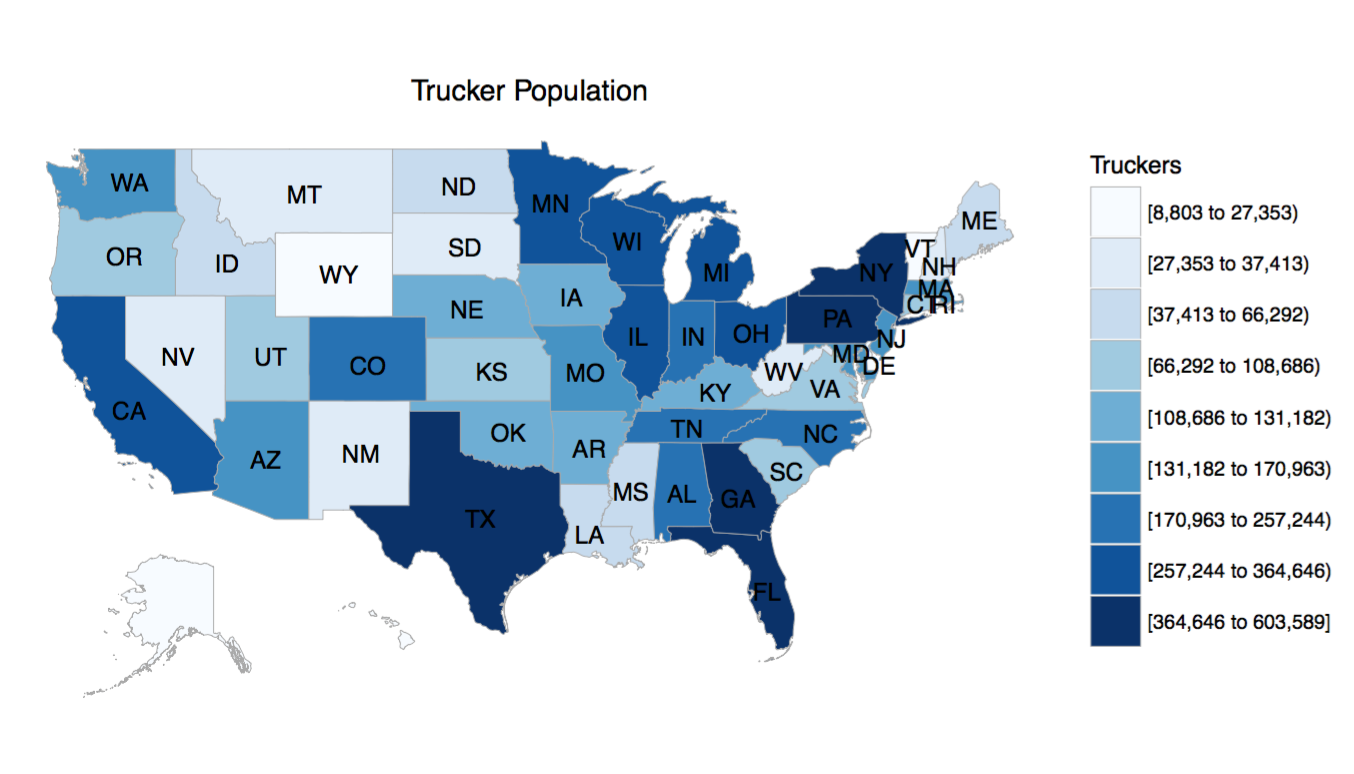 Trucker Population
WA
MT
ND
MN
ME
OR
ID
SD
WI
MI
NY
VT
NH
WY
MA
NE
IA
CT
RI
NV
UT
CO
KS
MO
IL
IN
OH
PA
NJ
MD
DE
WV
VA
KY
CA
AZ
NM
OK
AR
TN
NC
SC
MS
AL
GA
TX
LA
FL
Truckers
[8,803 to 27,353)
[27,353 to 37,413)
[37,413 to 66,292)
[66,292 to 108,686)
[108,686 to 131,182)
[131,182 to 170,963)
[170,963 to 257,244)
[257,244 to 364,646)
[364,646 to 603,589]